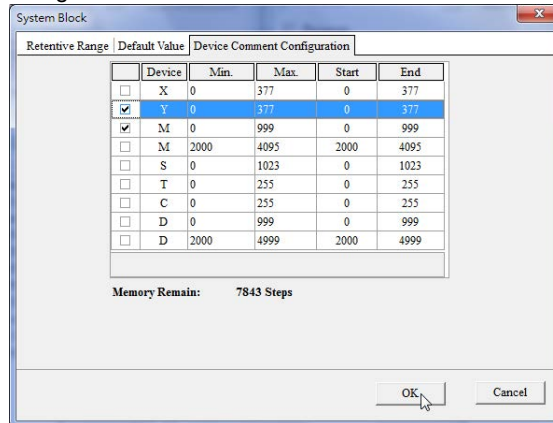 System Block
Retentive Range Default Value Device Comment Configuration
Device Min. Max. Start End
X 0 377 0 377
Y 0 377 0 377
M 0 999 0 999
M 2000 4095 2000 4095
S 0 1023 0 1023
T 0 255 0 255
C 0 255 0 255
D 0 999 0 999
D 2000 4999 2000 4999
Memory Remain: 7843 Steps
OK Cancel